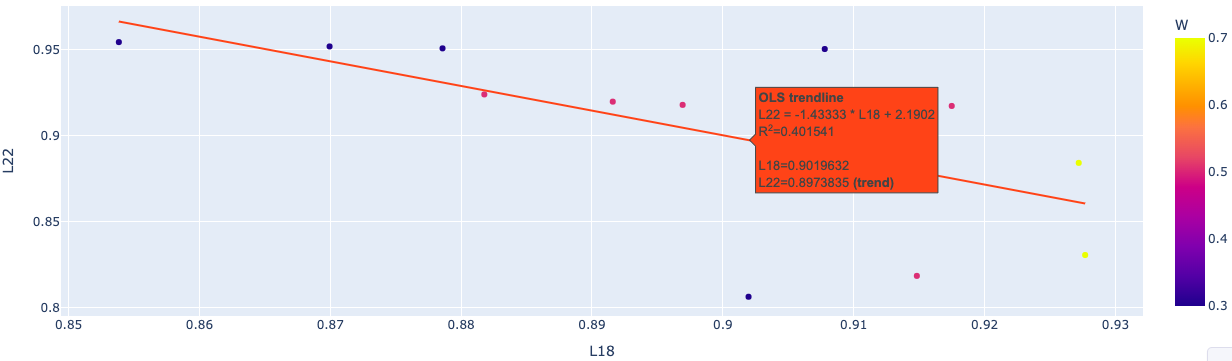 W
0.95
0.9
0.85
0.8
L22
OLS trendline
L22 = -1.43333 * L18 + 2.1902
R²=0.401541
L18=0.9019632
L22=0.8973835 (trend)
0.7
0.6
0.5
0.4
0.3
0.85 0.86 0.87 0.88 0.89 0.9 0.91 0.92 0.93
L18